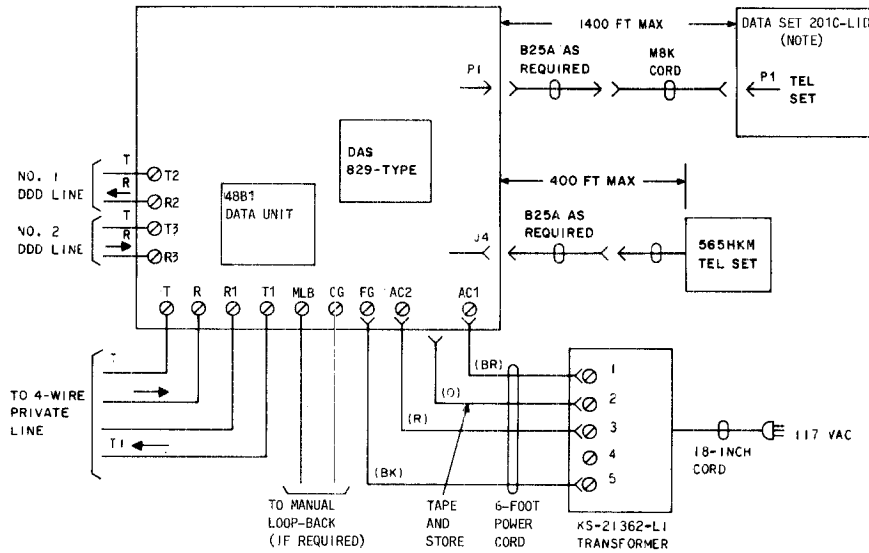 1400 FT MAX
DATA SET 201C-L1D
(NOTE)
B25A AS
REQUIRED
M8K
CORD
P1
P1
TEL
SET
DAS
829-TYPE
48B1
DATA UNIT
NO. 1
DDD LINE
T
R
T2
R2
NO. 2
DDD LINE
T
R
T3
R3
400 FT MAX
B25A AS
REQUIRED
J4
565HKM
TEL SET
T
R
R1
T1
MLB
CG
FG
AC2
AC1
TO 4-WIRE
PRIVATE
LINE
T
T1
(BR)
(O)
(R)
(BK)
1
2
3
4
5
117 VAC
18-INCH
CORD
TO MANUAL
LOOP-BACK
(IF REQUIRED)
TAPE
AND
STORE
6-FOOT
POWER
CORD
KS-21362-L1
TRANSFORMER